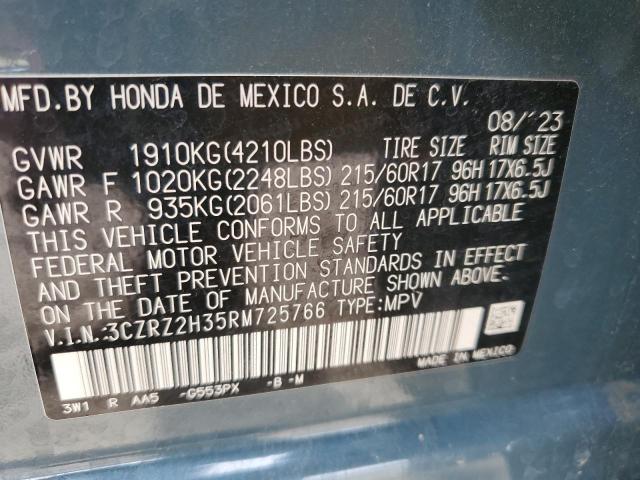 MFD.BY HONDA DE MEXICO S.A. DE C.V.
08/ 23
GVWR 1910KG(4210LBS) TIRE SIZE RIM SIZE
GAWR F 1020KG(2248LBS) 215/60R17 96H 17X6.5J
GAWR R 935KG(2061LBS) 215/60R17 96H 17X6.5J
THIS VEHICLE CONFORMS TO ALL APPLICABLE
FEDERAL MOTOR VEHICLE SAFETY
AND THEFT PREVENTION STANDARDS IN EFFECT
ON THE DATE OF MANUFACTURE SHOWN ABOVE.
V.I.N.:3CZRZ2H35RM725766 TYPE:MPV
MADE IN MEXICO
3W1 R AA5 -G553PX -B -M